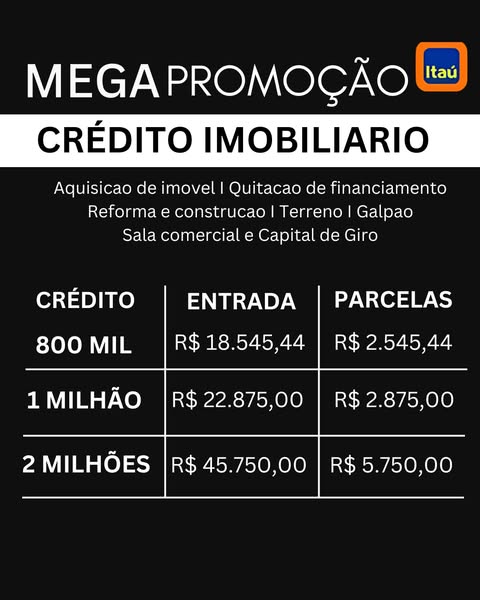 MEGA PROMOÇÃO Itaú
CRÉDITO IMOBILIARIO
Aquisicao de imovel I Quitacao de financiamento
Reforma e construcao I Terreno I Galpao
Sala comercial e Capital de Giro
CRÉDITO ENTRADA PARCELAS
800 MIL R$ 18.545,44 R$ 2.545,44
1 MILHÃO R$ 22.875,00 R$ 2.875,00
2 MILHÕES R$ 45.750,00 R$ 5.750,00